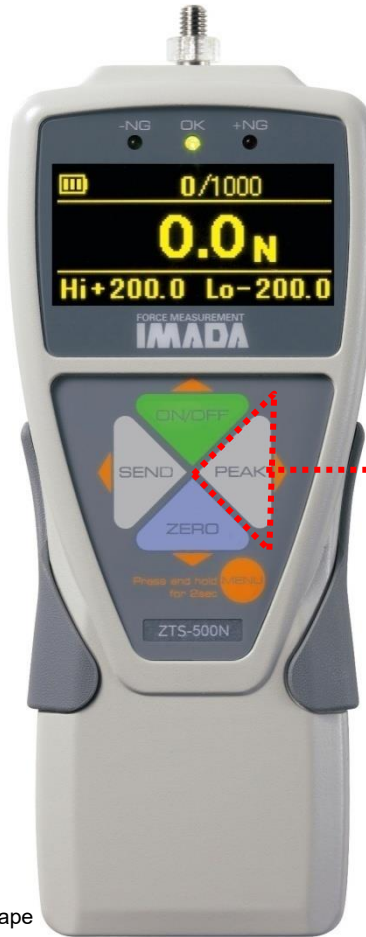 -NG OK +NG
0/1000
0.0 N
Hi+200.0 Lo-200.0
FORCE MEASUREMENT
IMADA
ON/OFF
SEND PEAK
ZERO
Press and hold MENU
for 2sec
ZTS-500N
ape